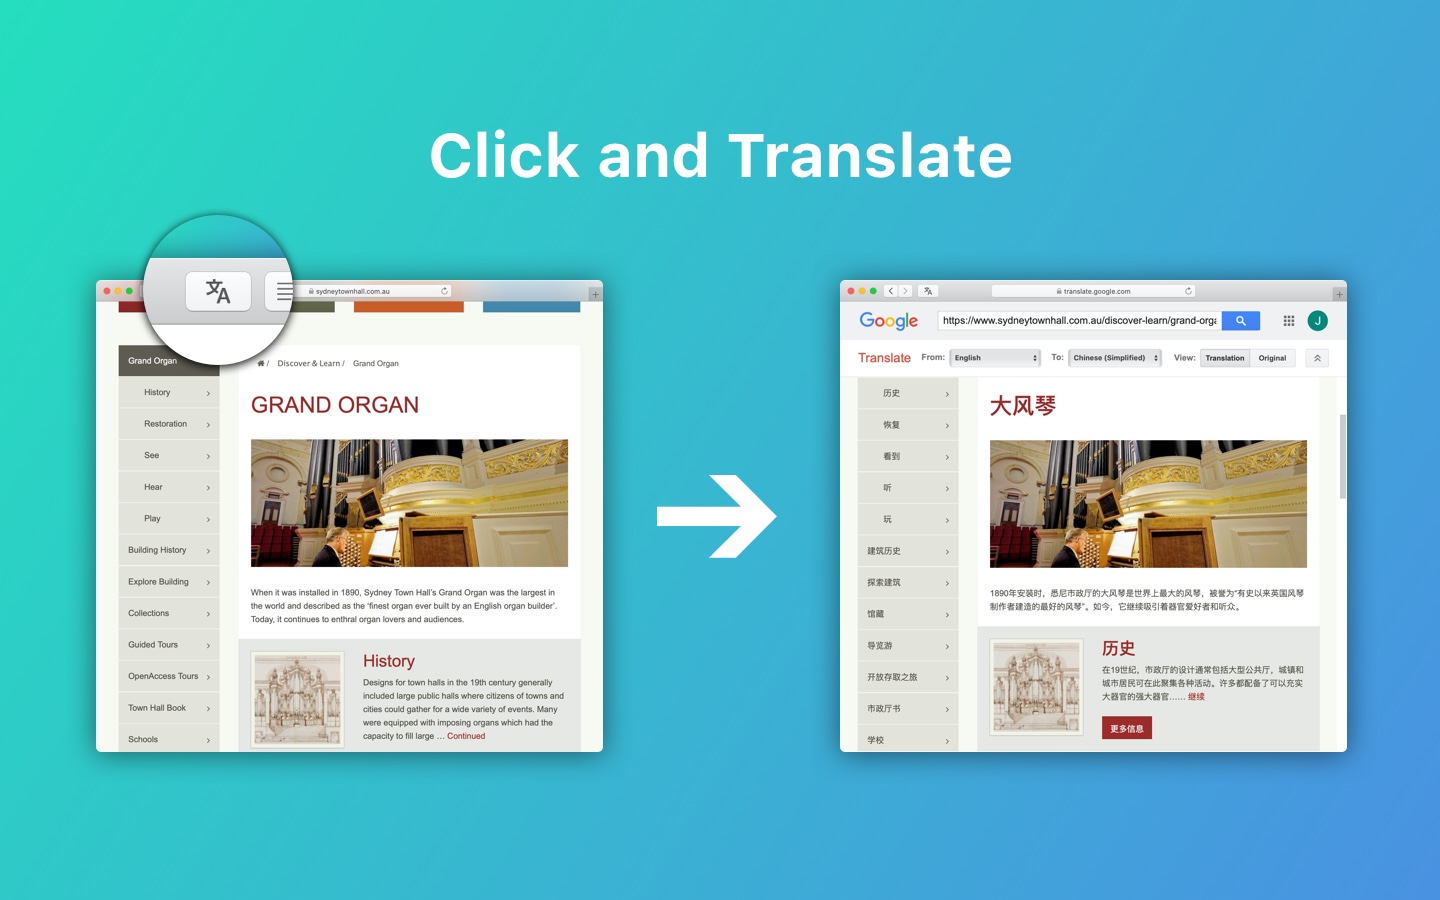 Click and Translate
文A
sydneytownhall.com.au
Grand Organ
History
Restoration
See
Hear
Play
Building History
Explore Building
Collections
Guided Tours
OpenAccess Tours
Town Hall Book
Schools
/ Discover & Learn / Grand Organ
GRAND ORGAN
When it was installed in 1890, Sydney Town Hall's Grand Organ was the largest in
the world and described as the 'finest organ ever built by an English organ builder'.
Today, it continues to enthral organ lovers and audiences.
History
Designs for town halls in the 19th century generally
included large public halls where citizens of towns and
cities could gather for a wide variety of events. Many
were equipped with imposing organs which had the
capacity to fill large … Continued
文A
translate.google.com
Google
https://www.sydneytownhall.com.au/discover-learn/grand-orga
J
Translate From: English To: Chinese (Simplified) View: Translation Original
历史
恢复
看到
听
玩
建筑历史
探索建筑
馆藏
导览游
开放存取之旅
市政厅书
学校
大风琴
1890年安装时，悉尼市政厅的大风琴是世界上最大的风琴，被誉为“有史以来英国风琴
制作者建造的最好的风琴”。如今，它继续吸引着器官爱好者和听众。
历史
在19世纪，市政厅的设计通常包括大型公共厅，城镇和
城市居民可在此聚集各种活动。许多都配备了可以充实
大器官的强大器官…… 继续
更多信息